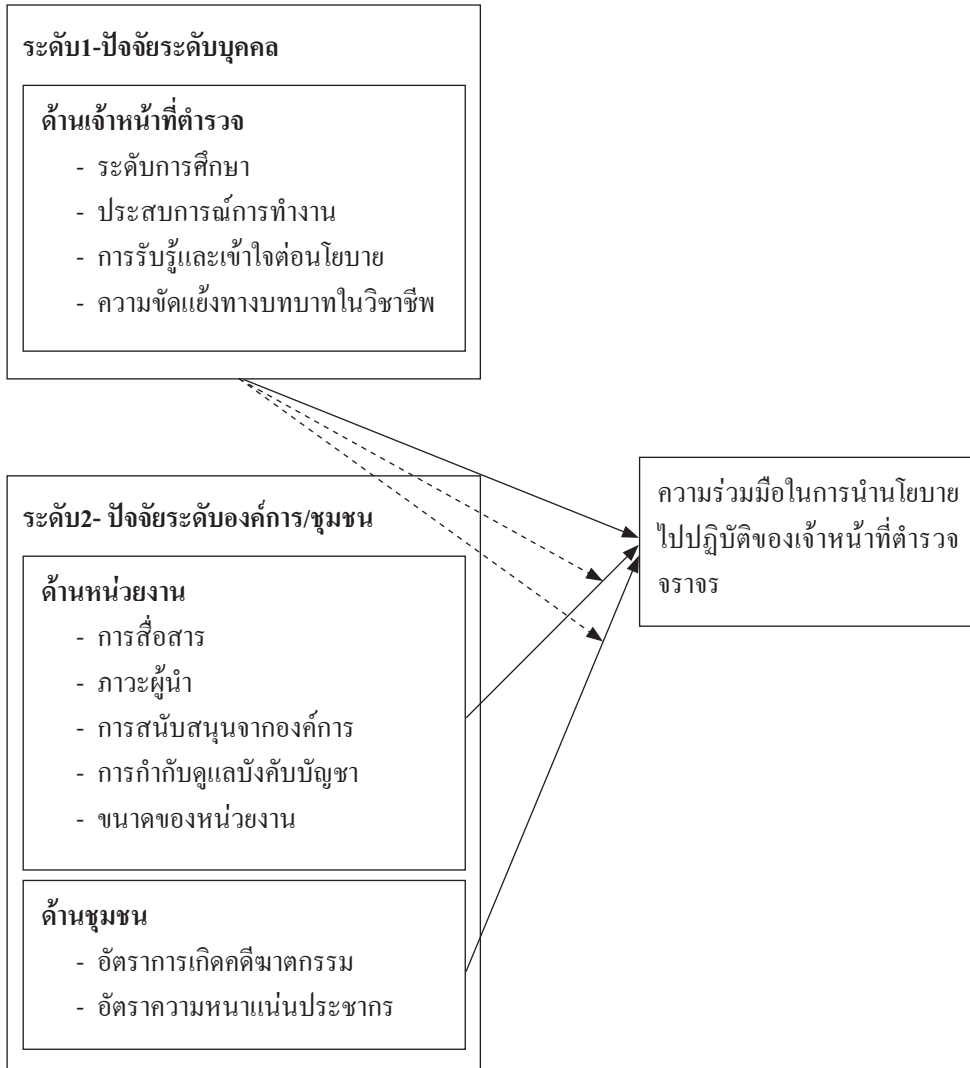 ระดับ1-ปัจจัยระดับบุคคล
ด้านเจ้าหน้าที่ตำรวจ
- ระดับการศึกษา
- ประสบการณ์การทำงาน
- การรับรู้และเข้าใจต่อนโยบาย
- ความขัดแย้งทางบทบาทในวิชาชีพ
ระดับ2- ปัจจัยระดับองค์การ/ชุมชน
ด้านหน่วยงาน
- การสื่อสาร
- ภาวะผู้นำ
- การสนับสนุนจากองค์การ
- การกำกับดูแลบังคับบัญชา
- ขนาดของหน่วยงาน
ด้านชุมชน
- อัตราการเกิดคดีฆาตกรรม
- อัตราความหนาแน่นประชากร
ความร่วมมือในการนำนโยบาย
ไปปฏิบัติของเจ้าหน้าที่ตำรวจ
จราจร